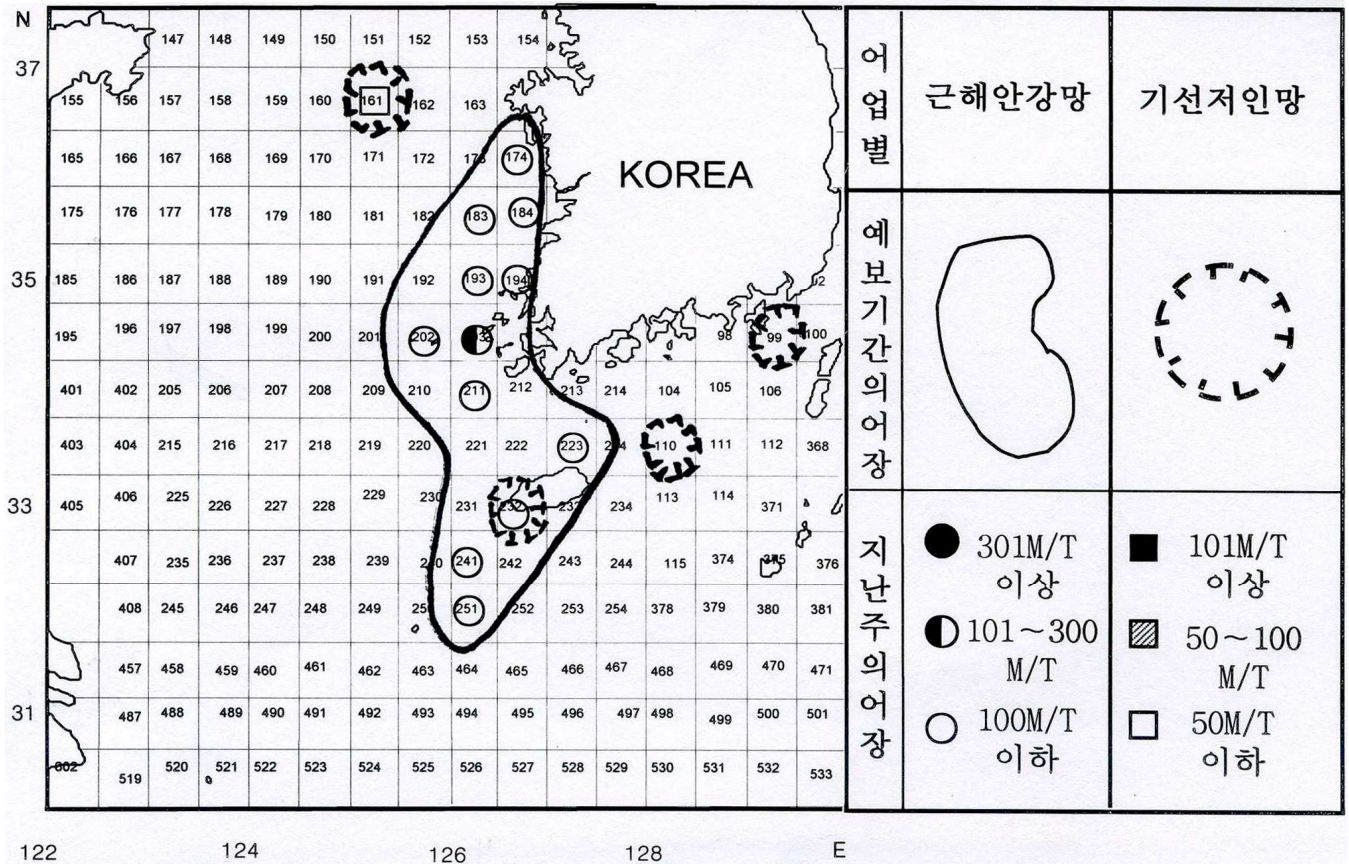 N
147 148 149 150 151 152 153 154
37
155 156 157 158 159 160 161 162 163
165 166 167 168 169 170 171 172 173 174
KOREA
175 176 177 178 179 180 181 182 183 184
35
185 186 187 188 189 190 191 192 193 194
195 196 197 198 199 200 201 202 98 99 100
401 402 205 206 207 208 209 210 211 212 213 214 104 105 106
403 404 215 216 217 218 219 220 221 222 223 110 111 112 368
33
405 406 225 226 227 228 229 230 231 232 233 234 113 114 371
407 235 236 237 238 239 240 241 242 243 244 115 374 375 376
408 245 246 247 248 249 251 252 253 254 378 379 380 381
457 458 459 460 461 462 463 464 465 466 467 468 469 470 471
31
487 488 489 490 491 492 493 494 495 496 497 498 499 500 501
519 520 521 522 523 524 525 526 527 528 529 530 531 532 533
122 124 126 128 E
어업별
근해안강망
기선저인망
예보기간의어장
지난주의어장
301M/T
이상
101~300
M/T
100M/T
이하
101M/T
이상
50~100
M/T
50M/T
이하